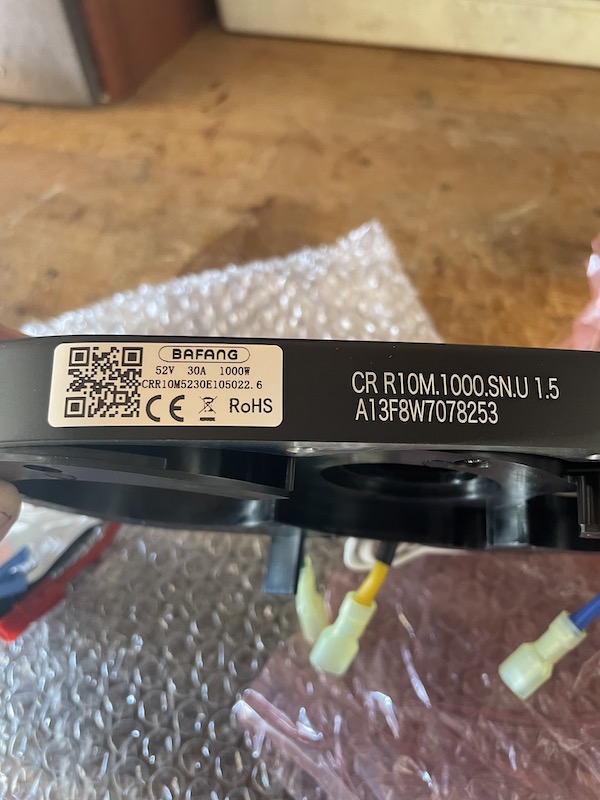 BAFANG
52V 30A 1000W
CRR10M5230E105022.6
CE RoHS
CR R10M.1000.SN.U 1.5
A13F8W7078253